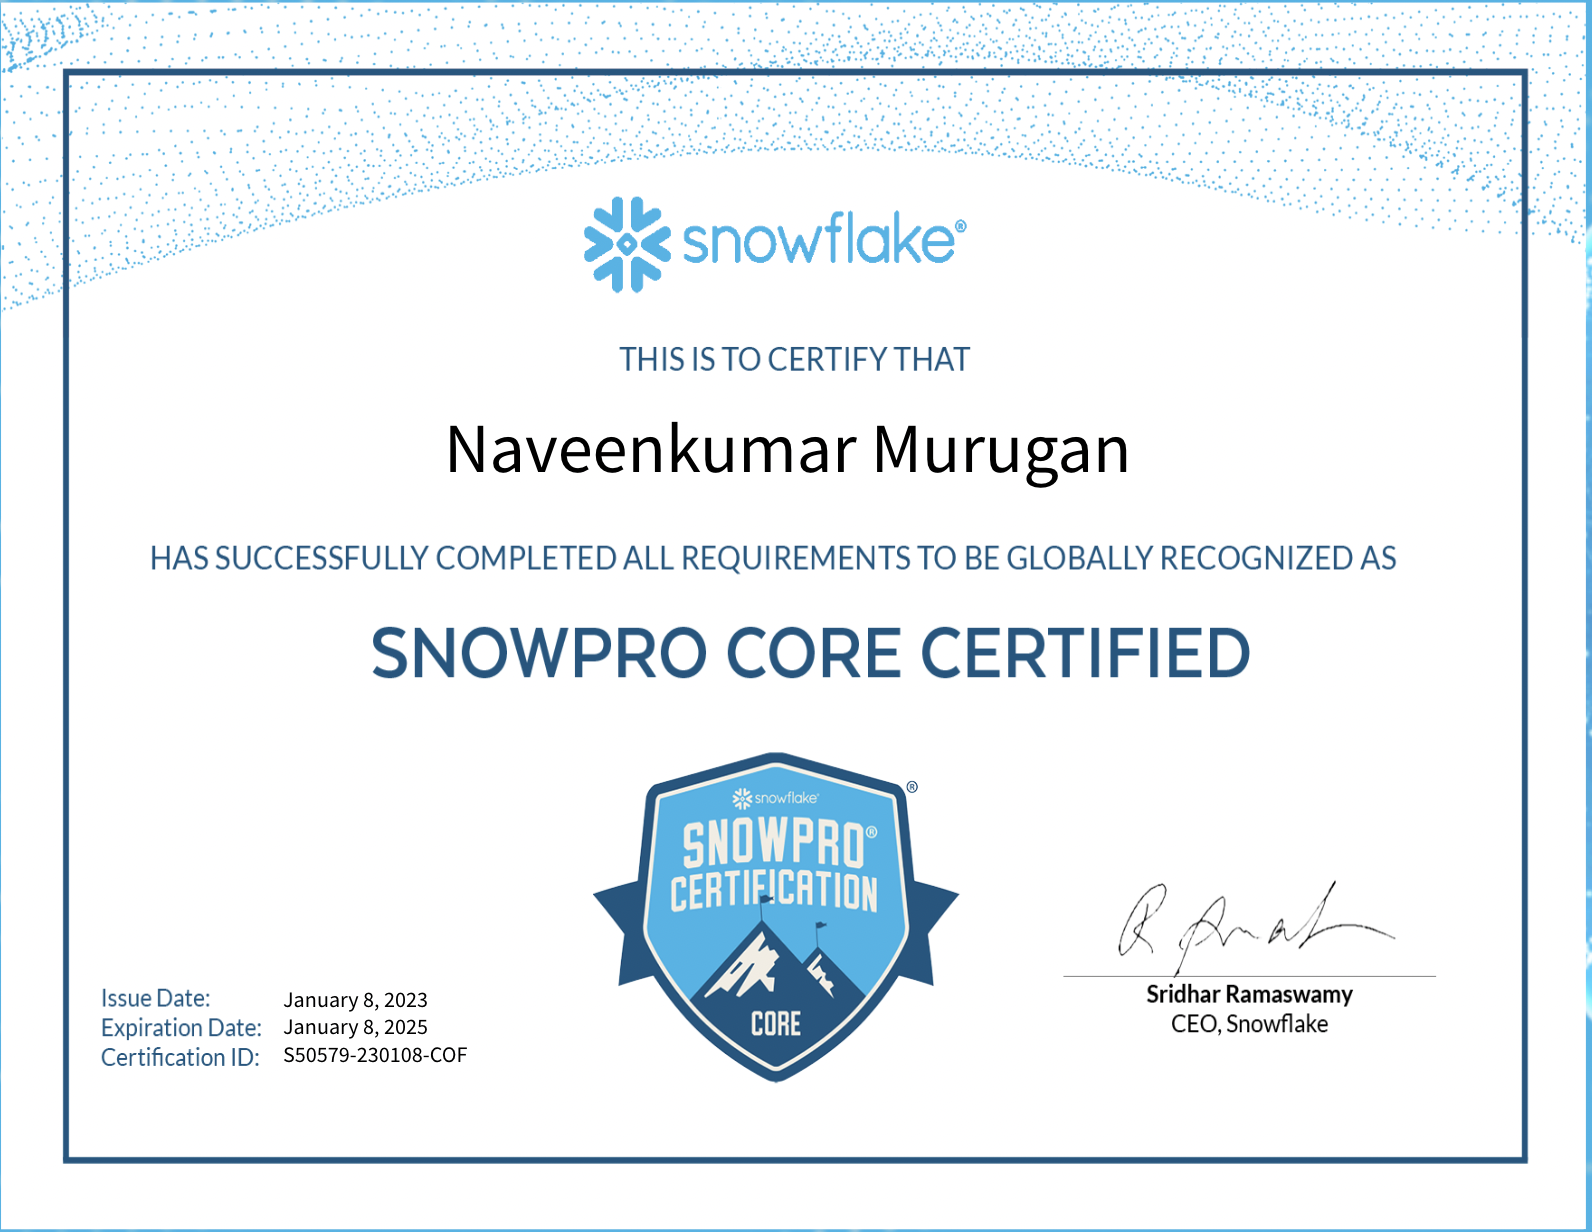 snowflake®
THIS IS TO CERTIFY THAT
Naveenkumar Murugan
HAS SUCCESSFULLY COMPLETED ALL REQUIREMENTS TO BE GLOBALLY RECOGNIZED AS
SNOWPRO CORE CERTIFIED
snowflake®
SNOWPRO®
CERTIFICATION
CORE
®
Issue Date: January 8, 2023
Expiration Date: January 8, 2025
Certification ID: S50579-230108-COF
Sridhar Ramaswamy
CEO, Snowflake